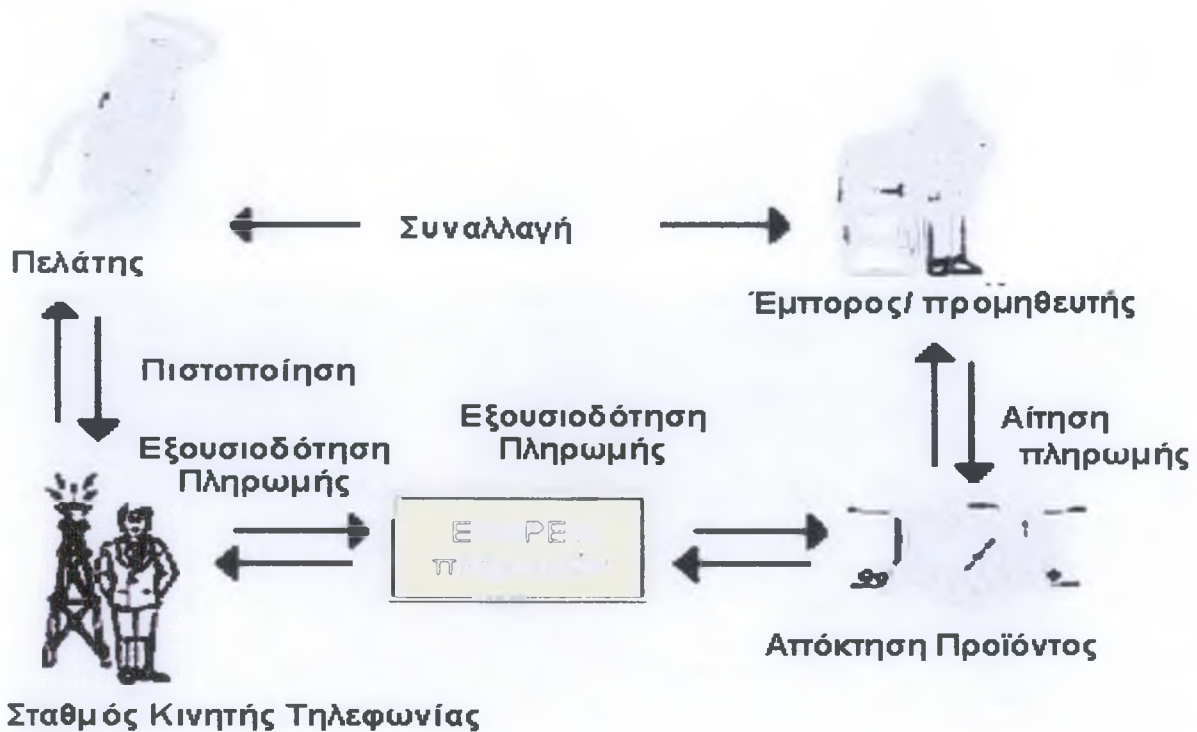 Συναλλαγή
Πελάτης
Έμπορος/ προμηθευτής
Πιστοποίηση
Εξουσιοδότηση
Πληρωμής
Εξουσιοδότηση
Πληρωμής
Αίτηση
πληρωμής
Απόκτηση Προϊόντος
Σταθμός Κινητής Τηλεφωνίας